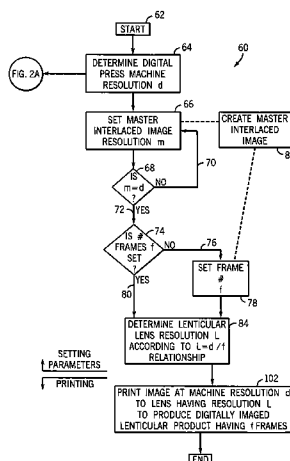 62
START
60
64
DETERMINE DIGITAL
PRESS MACHINE
RESOLUTION d
FIG. 2A
66
SET MASTER
INTERLACED IMAGE
RESOLUTION m
CREATE MASTER
INTERLACED
IMAGE
68
IS
m=d
?
NO
70
72
YES
74
IS #
FRAMES f
SET
?
NO
76
SET FRAME
#
f
78
YES
80
84
DETERMINE LENTICULAR
LENS RESOLUTION L
ACCORDING TO L=d/f
RELATIONSHIP
SETTING
PARAMETERS
PRINTING
102
PRINT IMAGE AT MACHINE RESOLUTION d
TO LENS HAVING RESOLUTION L
TO PRODUCE DIGITALLY IMAGED
LENTICULAR PRODUCT HAVING f FRAMES
END